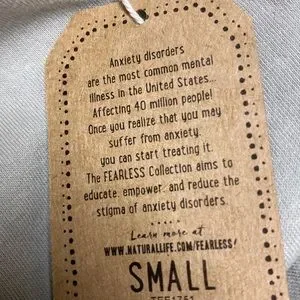 Anxiety disorders
are the most common mental
illness in the United States...
Affecting 40 million people!
Once you realize that you may
suffer from anxiety,
you can start treating it.
The FEARLESS Collection aims to
educate, empower, and reduce the
stigma of anxiety disorders.
Learn more at
WWW.NATURALLIFE.COM/FEARLESS!
SMALL